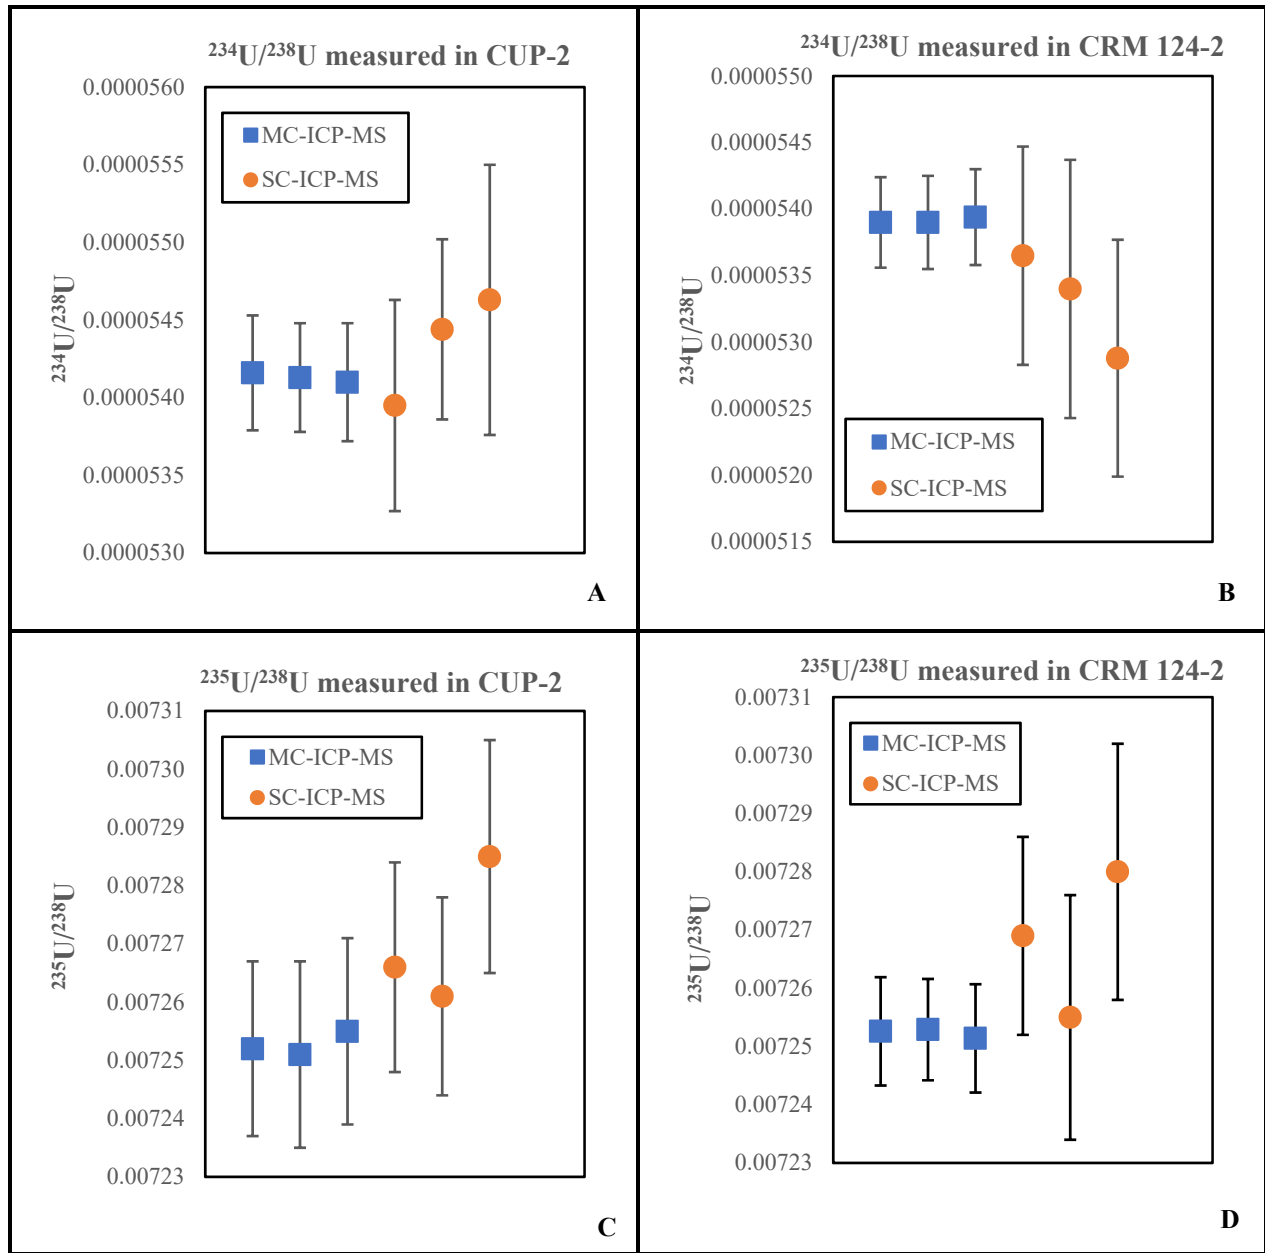 ²³⁴U/²³⁸U measured in CUP-2
0.0000560
0.0000555
0.0000550
0.0000545
0.0000540
0.0000535
0.0000530
²³⁴U/²³⁸U
MC-ICP-MS
SC-ICP-MS
A
²³⁴U/²³⁸U measured in CRM 124-2
0.0000550
0.0000545
0.0000540
0.0000535
0.0000530
0.0000525
0.0000520
0.0000515
²³⁴U/²³⁸U
MC-ICP-MS
SC-ICP-MS
B
²³⁵U/²³⁸U measured in CUP-2
0.00731
0.00730
0.00729
0.00728
0.00727
0.00726
0.00725
0.00724
0.00723
²³⁵U/²³⁸U
MC-ICP-MS
SC-ICP-MS
C
²³⁵U/²³⁸U measured in CRM 124-2
0.00731
0.00730
0.00729
0.00728
0.00727
0.00726
0.00725
0.00724
0.00723
²³⁵U/²³⁸U
MC-ICP-MS
SC-ICP-MS
D